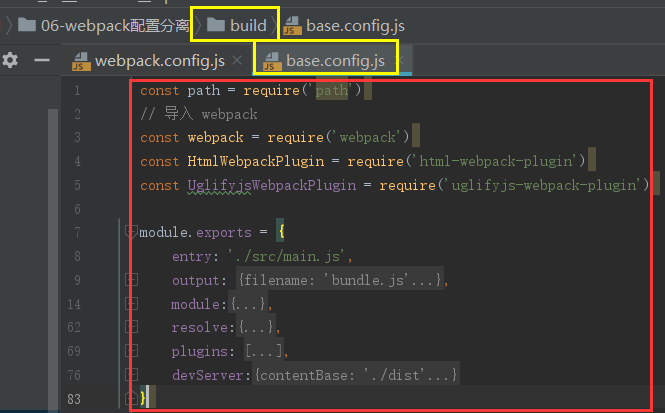 06-webpack配置分离 build base.config.js
webpack.config.js base.config.js
1 const path = require('path')
2 // 导入 webpack
3 const webpack = require('webpack')
4 const HtmlWebpackPlugin = require('html-webpack-plugin')
5 const UglifyjsWebpackPlugin = require('uglifyjs-webpack-plugin')
6
7 module.exports = {
8 entry: './src/main.js',
9 output: {filename: 'bundle.js'...},
14 module:{...},
62 resolve:{...},
69 plugins: [...],
76 devServer:{contentBase: './dist'...}
83 }